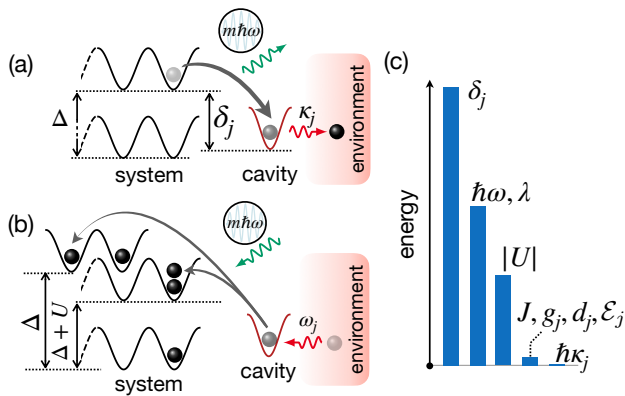 (a)
mħω
Δ
δ_j
κ_j
environment
system
cavity
(b)
mħω
Δ
Δ + U
ω_j
environment
system
cavity
(c)
energy
δ_j
ħω, λ
|U|
J, g_j, d_j, ℰ_j
ħκ_j